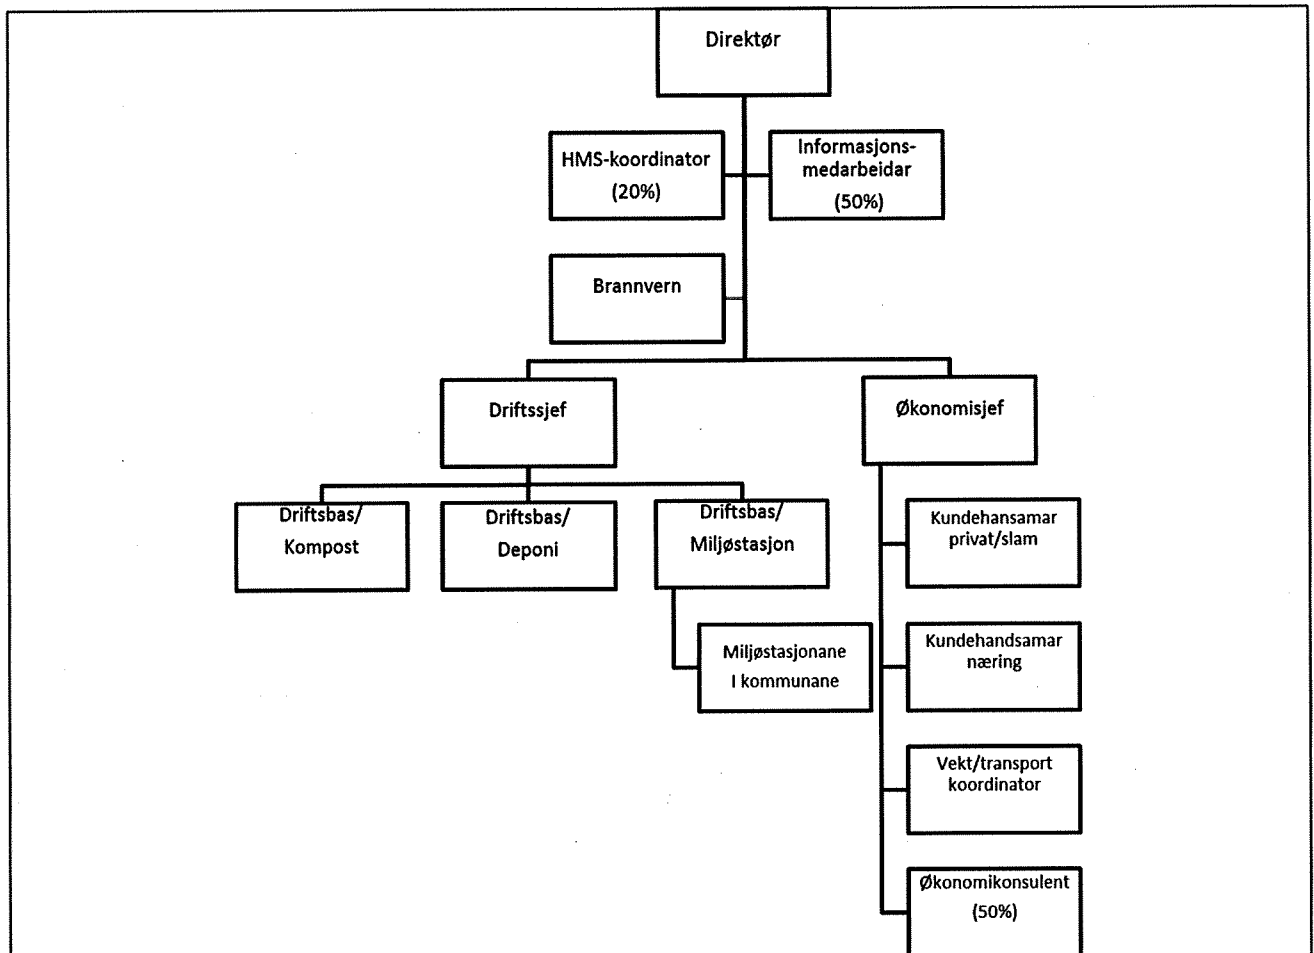 Direktør
HMS-koordinator
(20%)
Informasjons-
medarbeidar
(50%)
Brannvern
Driftssjef
Økonomisjef
Driftsbas/
Kompost
Driftsbas/
Deponi
Driftsbas/
Miljøstasjon
Miljøstasjonane
I kommunane
Kundehansamar
privat/slam
Kundehandsamar
næring
Vekt/transport
koordinator
Økonomikonsulent
(50%)